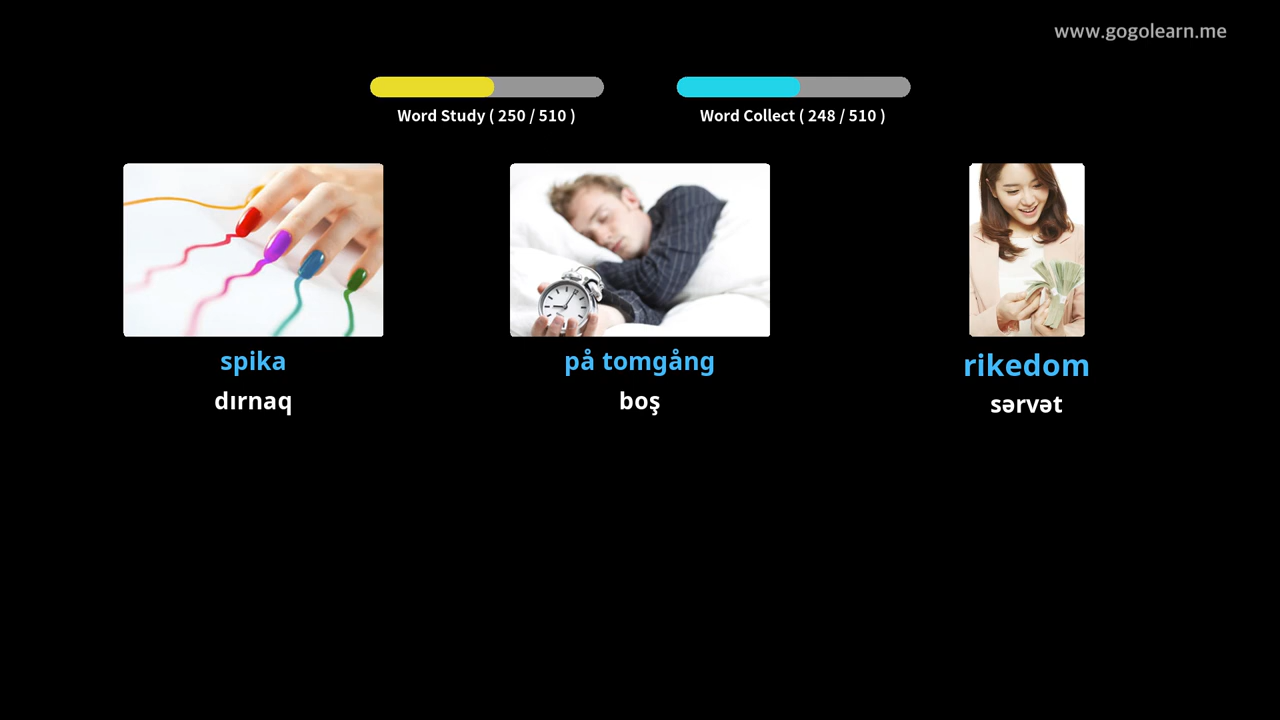 www.gogolearn.me
Word Study ( 250 / 510 )
Word Collect ( 248 / 510 )
spika
dırnaq
på tomgång
boş
rikedom
sərvət